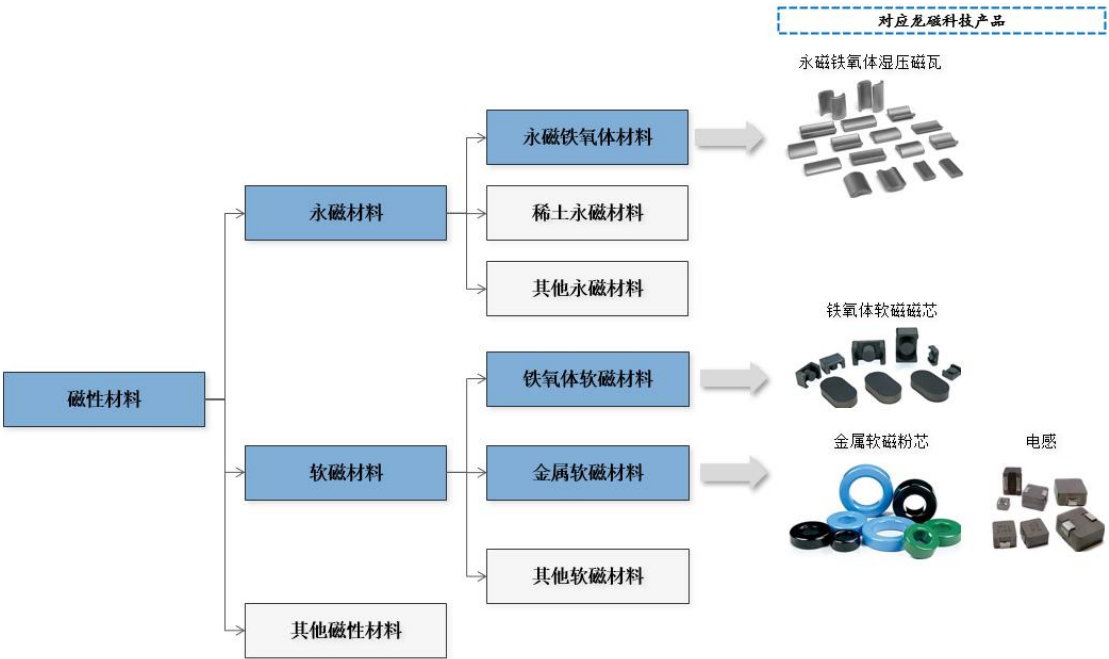 对应龙磁科技产品
永磁铁氧体湿压磁瓦
永磁铁氧体材料
永磁材料
稀土永磁材料
其他永磁材料
铁氧体软磁磁芯
铁氧体软磁材料
磁性材料
金属软磁粉芯
电感
软磁材料
金属软磁材料
其他软磁材料
其他磁性材料